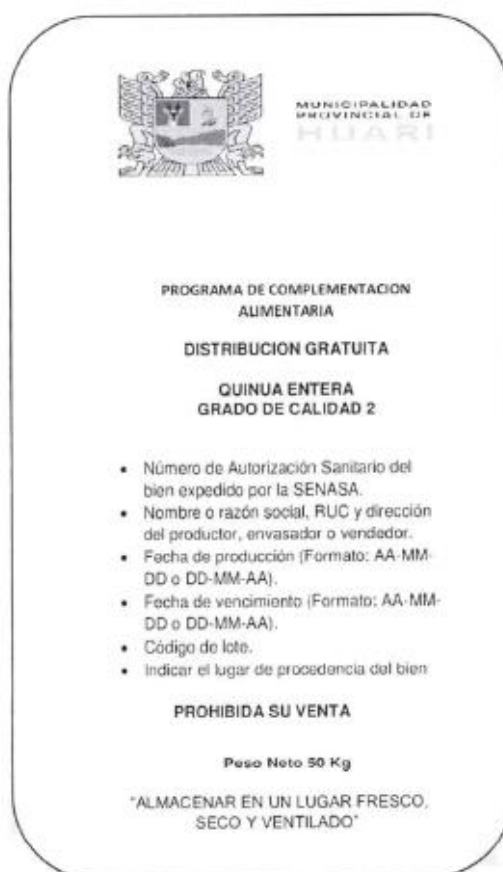 MUNICIPALIDAD
PROVINCIAL DE
HUARI
PROGRAMA DE COMPLEMENTACION
ALIMENTARIA
DISTRIBUCION GRATUITA
QUINUA ENTERA
GRADO DE CALIDAD 2
• Número de Autorización Sanitario del
bien expedido por la SENASA.
• Nombre o razón social, RUC y dirección
del productor, envasador o vendedor.
• Fecha de producción (Formato: AA-MM-
DD o DD-MM-AA).
• Fecha de vencimiento (Formato: AA-MM-
DD o DD-MM-AA).
• Código de lote.
• Indicar el lugar de procedencia del bien
PROHIBIDA SU VENTA
Peso Neto 50 Kg
"ALMACENAR EN UN LUGAR FRESCO,
SECO Y VENTILADO"